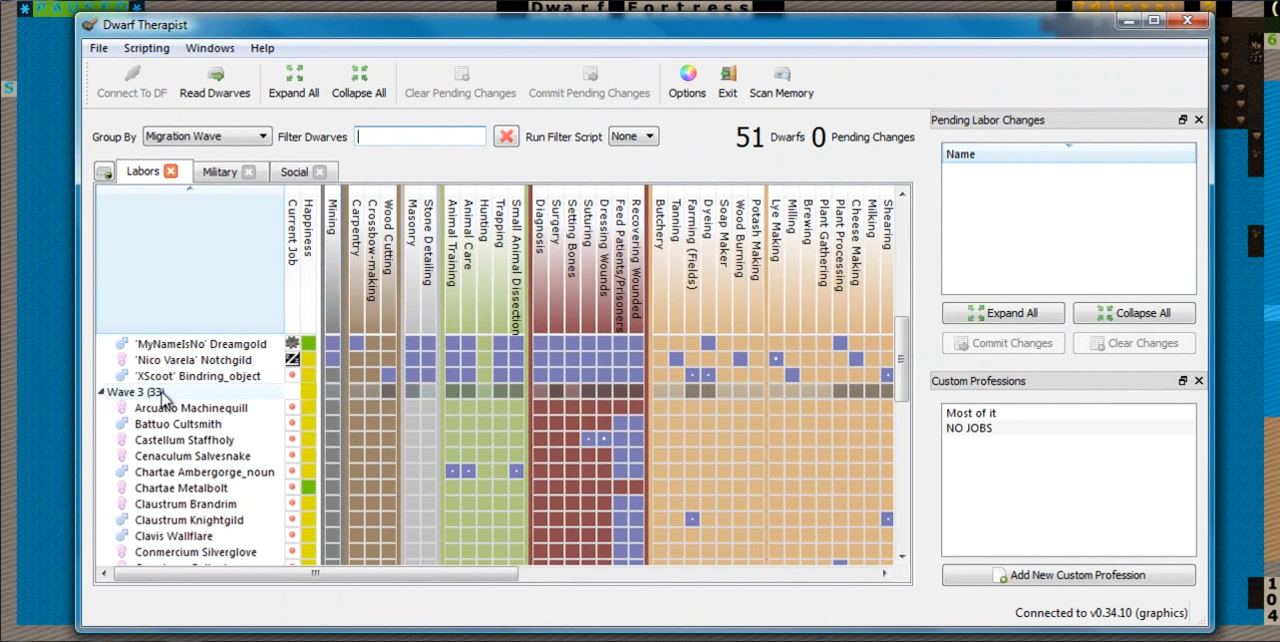 *PAUSED*
Dwarf Fortress
Dwarf Therapist
File Scripting Windows Help
Connect To DF Read Dwarves Expand All Collapse All Clear Pending Changes Commit Pending Changes Options Exit Scan Memory
Group By Migration Wave Filter Dwarves Run Filter Script None 51 Dwarfs 0 Pending Changes
Labors Military Social
Current Job
Happiness
Mining
Carpentry
Crossbow-making
Wood Cutting
Masonry
Stone Detailing
Animal Training
Animal Care
Hunting
Trapping
Small Animal Dissection
Diagnosis
Surgery
Setting Bones
Suturing
Dressing Wounds
Feed Patients/Prisoners
Recovering Wounded
Butchery
Tanning
Farming (Fields)
Dyeing
Soap Maker
Wood Burning
Potash Making
Lye Making
Milling
Brewing
Plant Gathering
Plant Processing
Cheese Making
Milking
Shearing
'MyNameIsNo' Dreamgold
'Nico Varela' Notchgild
'XScoot' Bindring_object
Wave 3 (33)
Arcuatio Machinequill
Battuo Cultsmith
Castellum Staffholy
Cenaculum Salvesnake
Chartae Ambergorge_noun
Chartae Metalbolt
Claustrum Brandrim
Claustrum Knightgild
Clavis Wallflare
Conmercium Silverglove
Pending Labor Changes
Name
Expand All Collapse All
Commit Changes Clear Changes
Custom Professions
Most of it
NO JOBS
Add New Custom Profession
Connected to v0.34.10 (graphics)